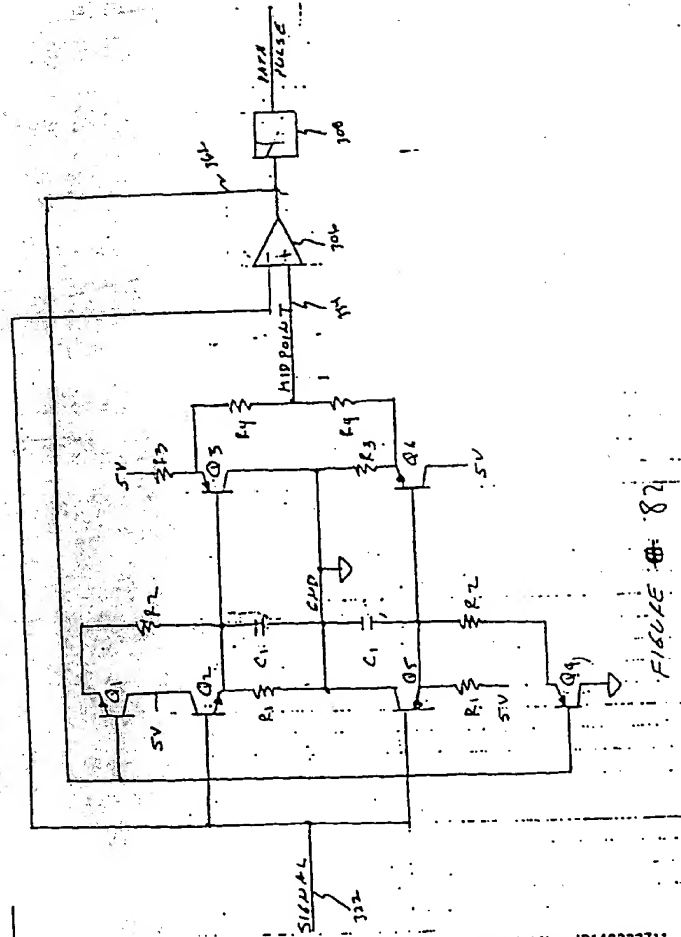 DATA
PULSE
342
308
306
MIDPOINT
R4
R4
5V
R3
Q3
R3
Q6
5V
GND
R2
C1
C1
R2
Q1
5V
Q2
R1
Q5
R1
5V
Q4
SIGNAL
322
FIGURE 82